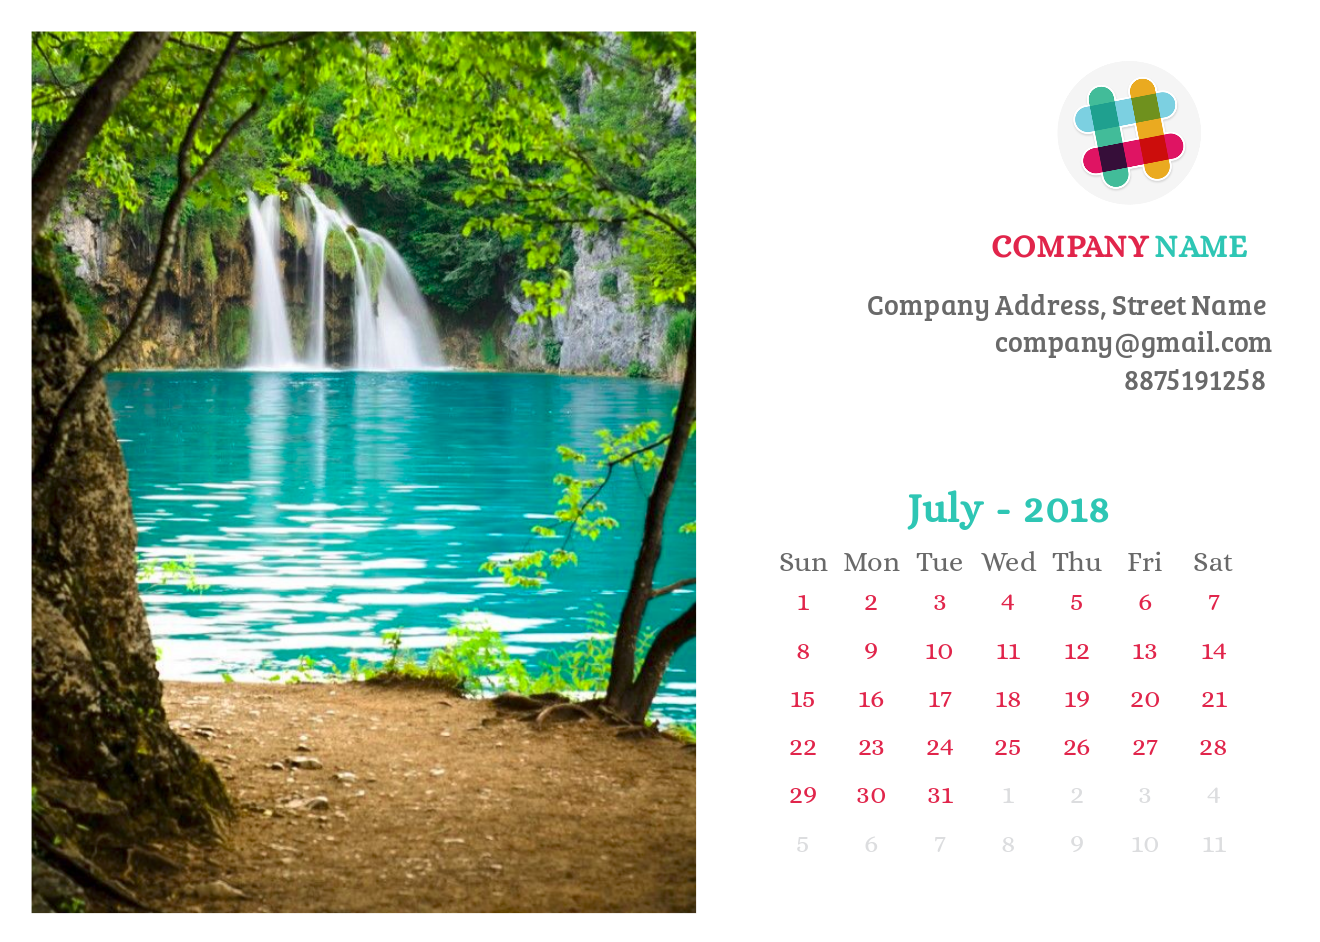 COMPANY NAME
Company Address, Street Name
company@gmail.com
8875191258
July - 2018
Sun Mon Tue Wed Thu Fri Sat
1 2 3 4 5 6 7
8 9 10 11 12 13 14
15 16 17 18 19 20 21
22 23 24 25 26 27 28
29 30 31 1 2 3 4
5 6 7 8 9 10 11